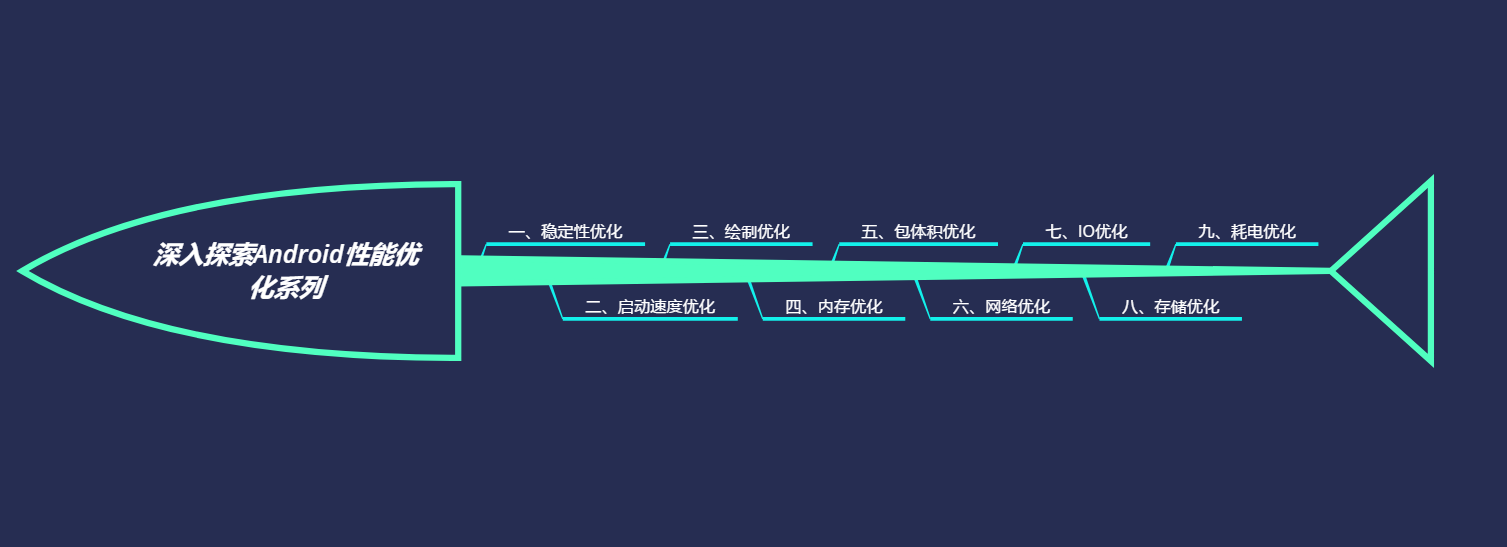 深入探索Android性能优
化系列
一、稳定性优化
二、启动速度优化
三、绘制优化
四、内存优化
五、包体积优化
六、网络优化
七、IO优化
八、存储优化
九、耗电优化